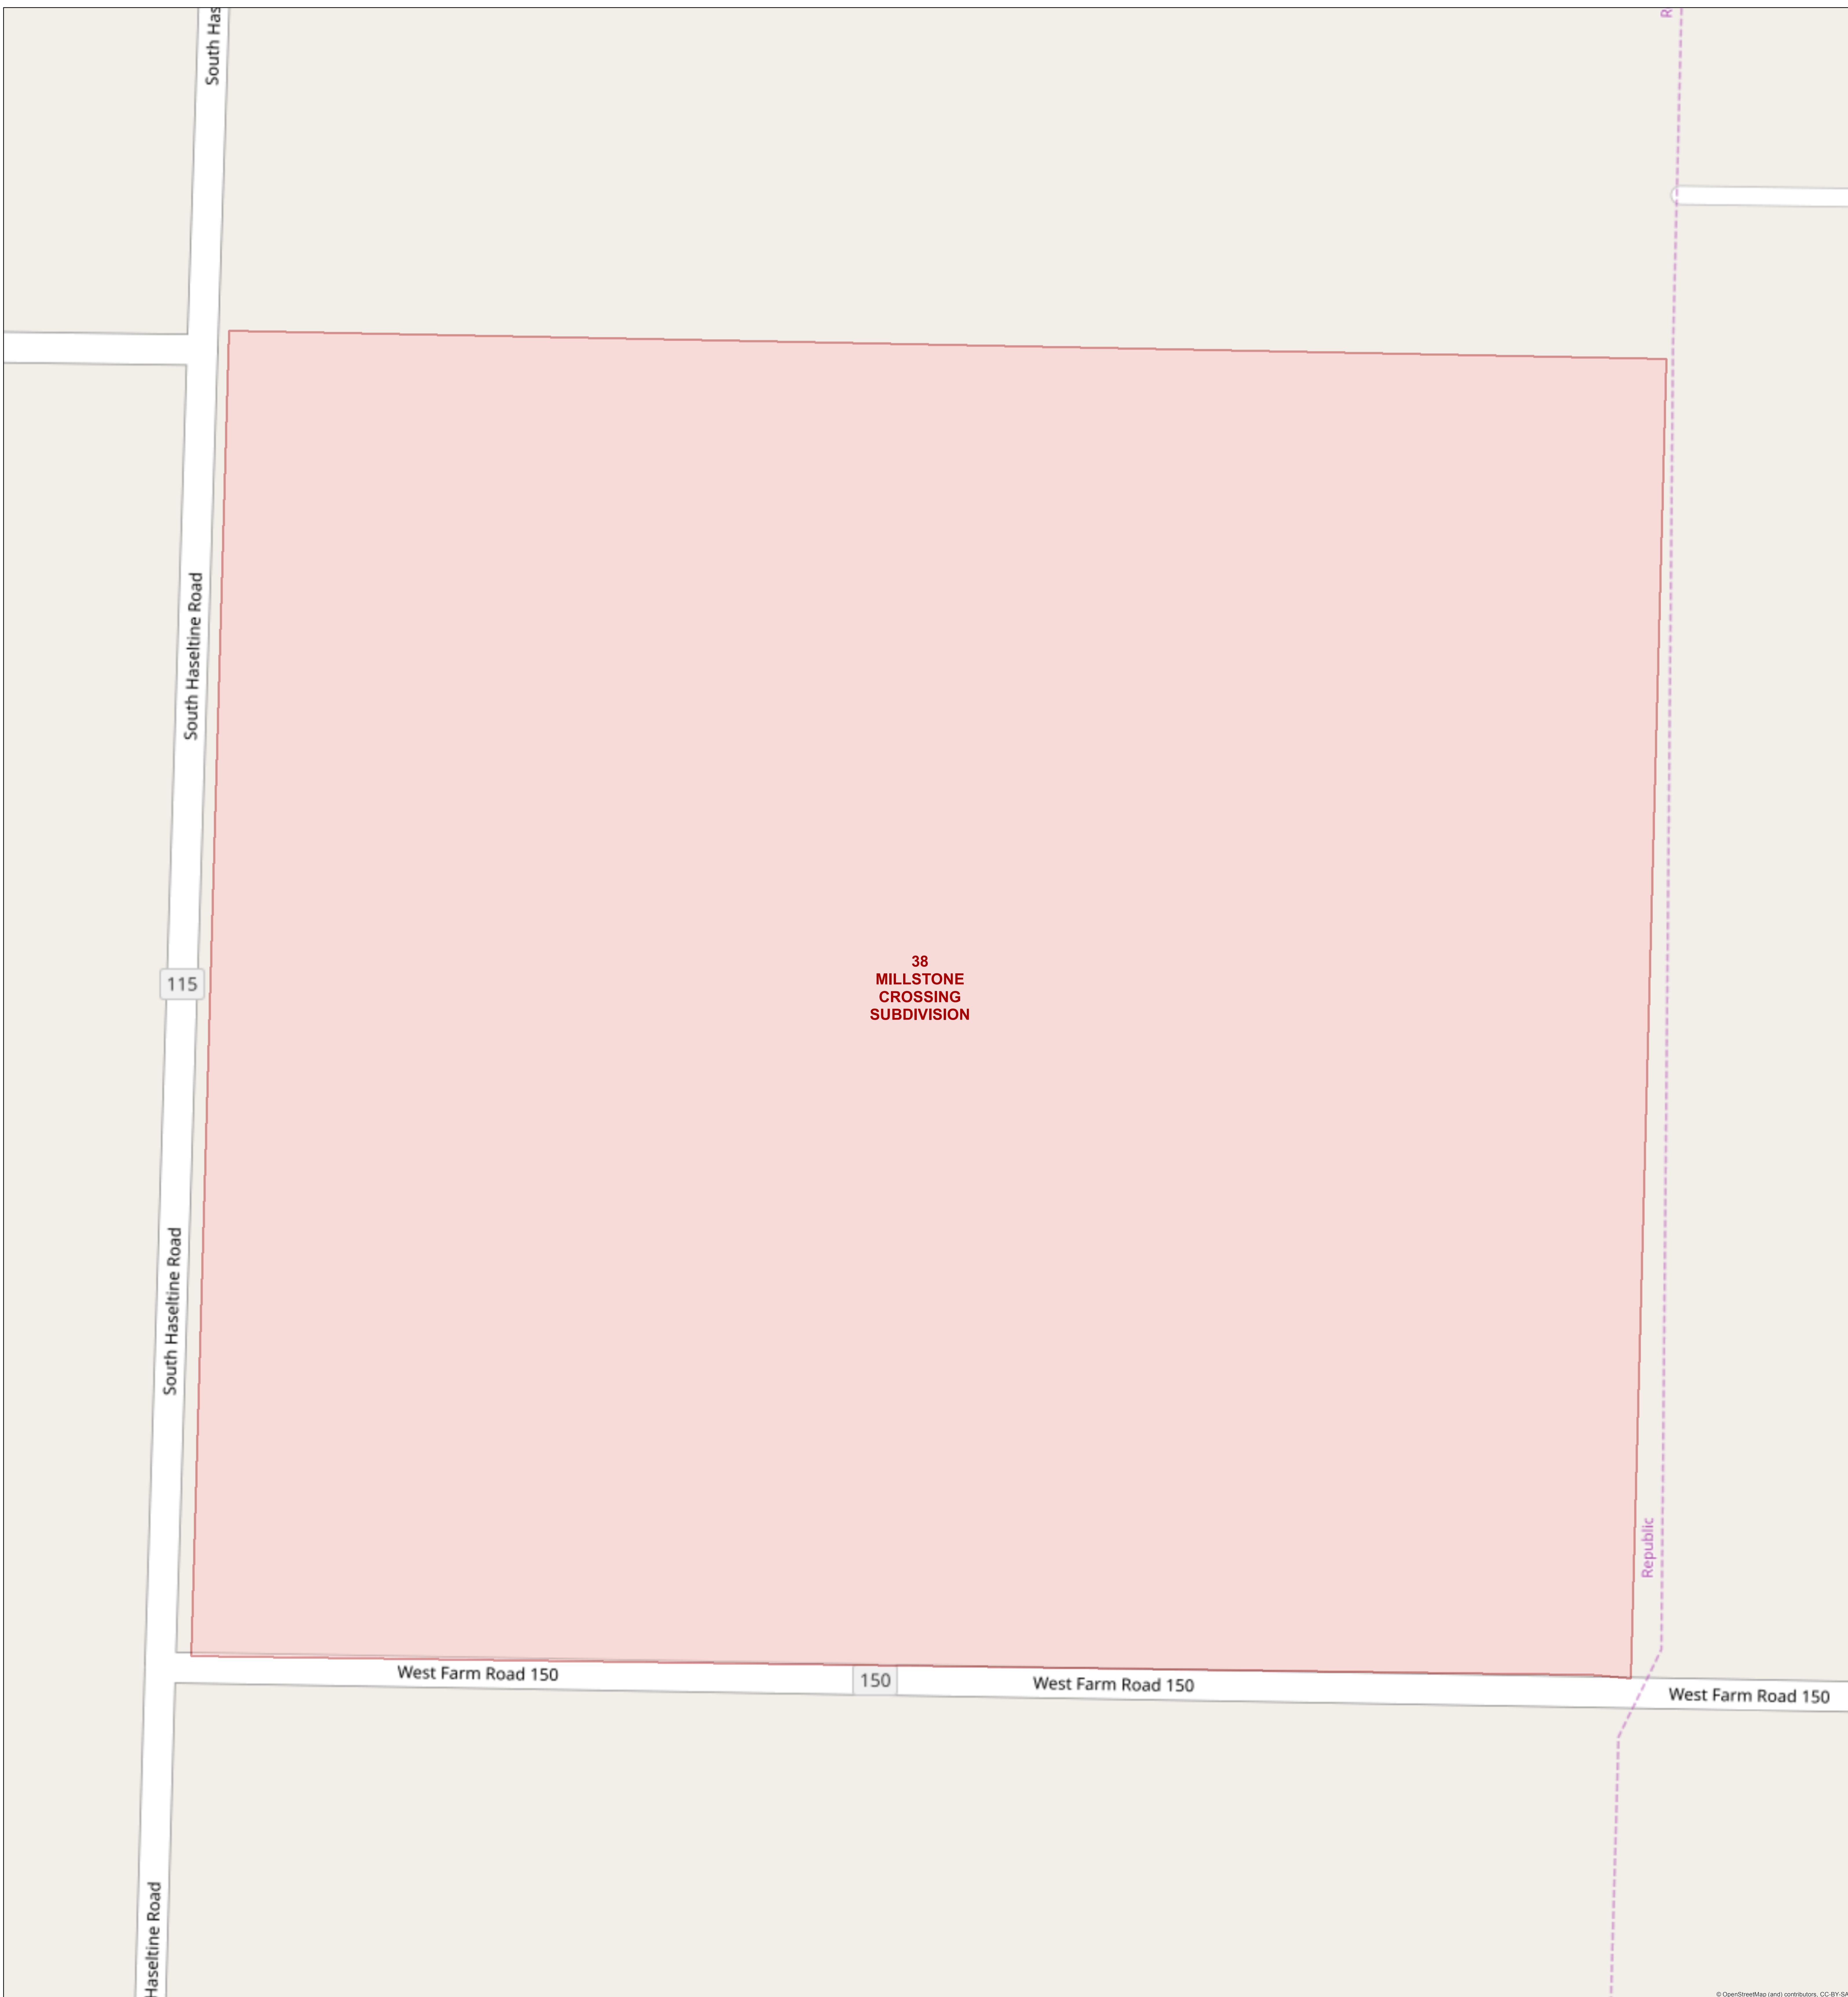 South Has
R
South Haseltine Road
38
MILLSTONE
CROSSING
SUBDIVISION
115
South Haseltine Road
Republic
West Farm Road 150
150
West Farm Road 150
West Farm Road 150
Haseltine Road
© OpenStreetMap (and) contributors, CC-BY-SA